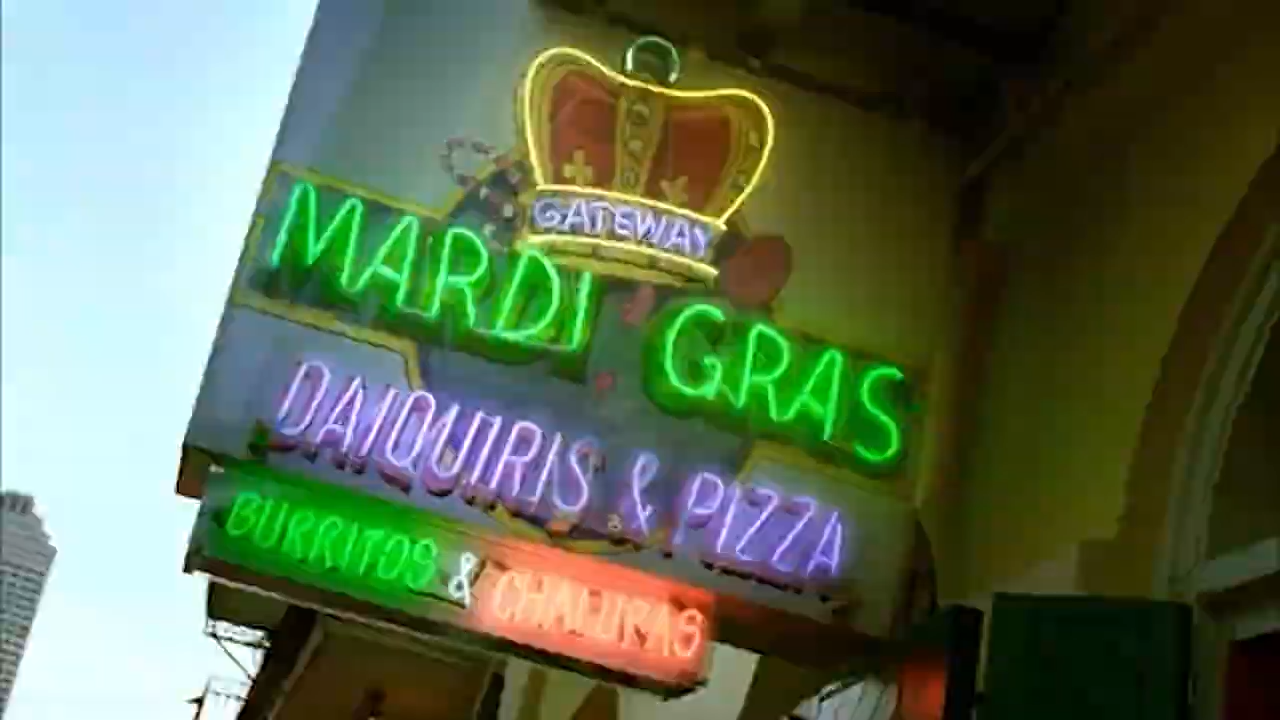 GATEWAY
MARDI GRAS
DAIQUIRIS & PIZZA
BURRITOS & CHALUPAS